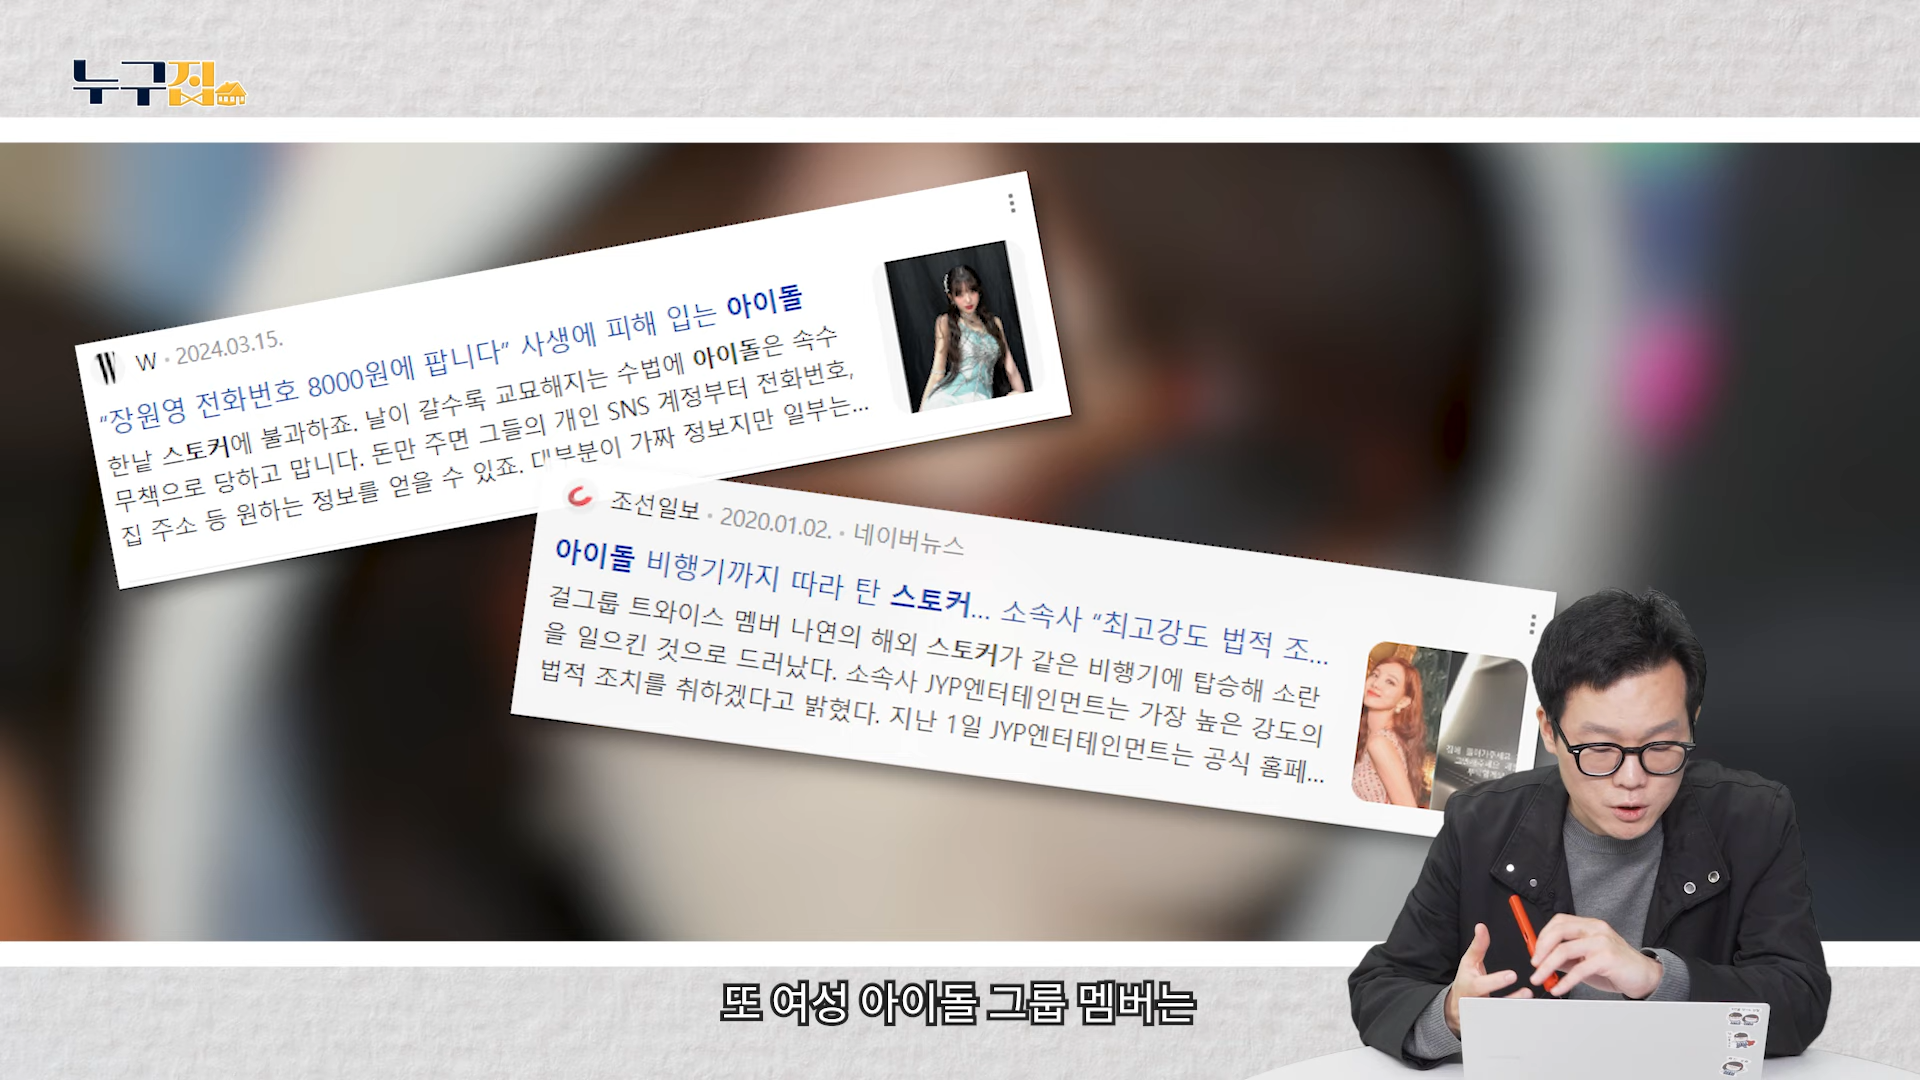 누구집
W · 2024.03.15.
“장원영 전화번호 8000원에 팝니다” 사생에 피해 입는 아이돌
한낱 스토커에 불과하죠. 날이 갈수록 교묘해지는 수법에 아이돌은 속수
무책으로 당하고 맙니다. 돈만 주면 그들의 개인 SNS 계정부터 전화번호,
집 주소 등 원하는 정보를 얻을 수 있죠. 대부분이 가짜 정보지만 일부는...
조선일보 · 2020.01.02. · 네이버뉴스
아이돌 비행기까지 따라 탄 스토커... 소속사 “최고강도 법적 조...
걸그룹 트와이스 멤버 나연의 해외 스토커가 같은 비행기에 탑승해 소란
을 일으킨 것으로 드러났다. 소속사 JYP엔터테인먼트는 가장 높은 강도의
법적 조치를 취하겠다고 밝혔다. 지난 1일 JYP엔터테인먼트는 공식 홈페...
또 여성 아이돌 그룹 멤버는